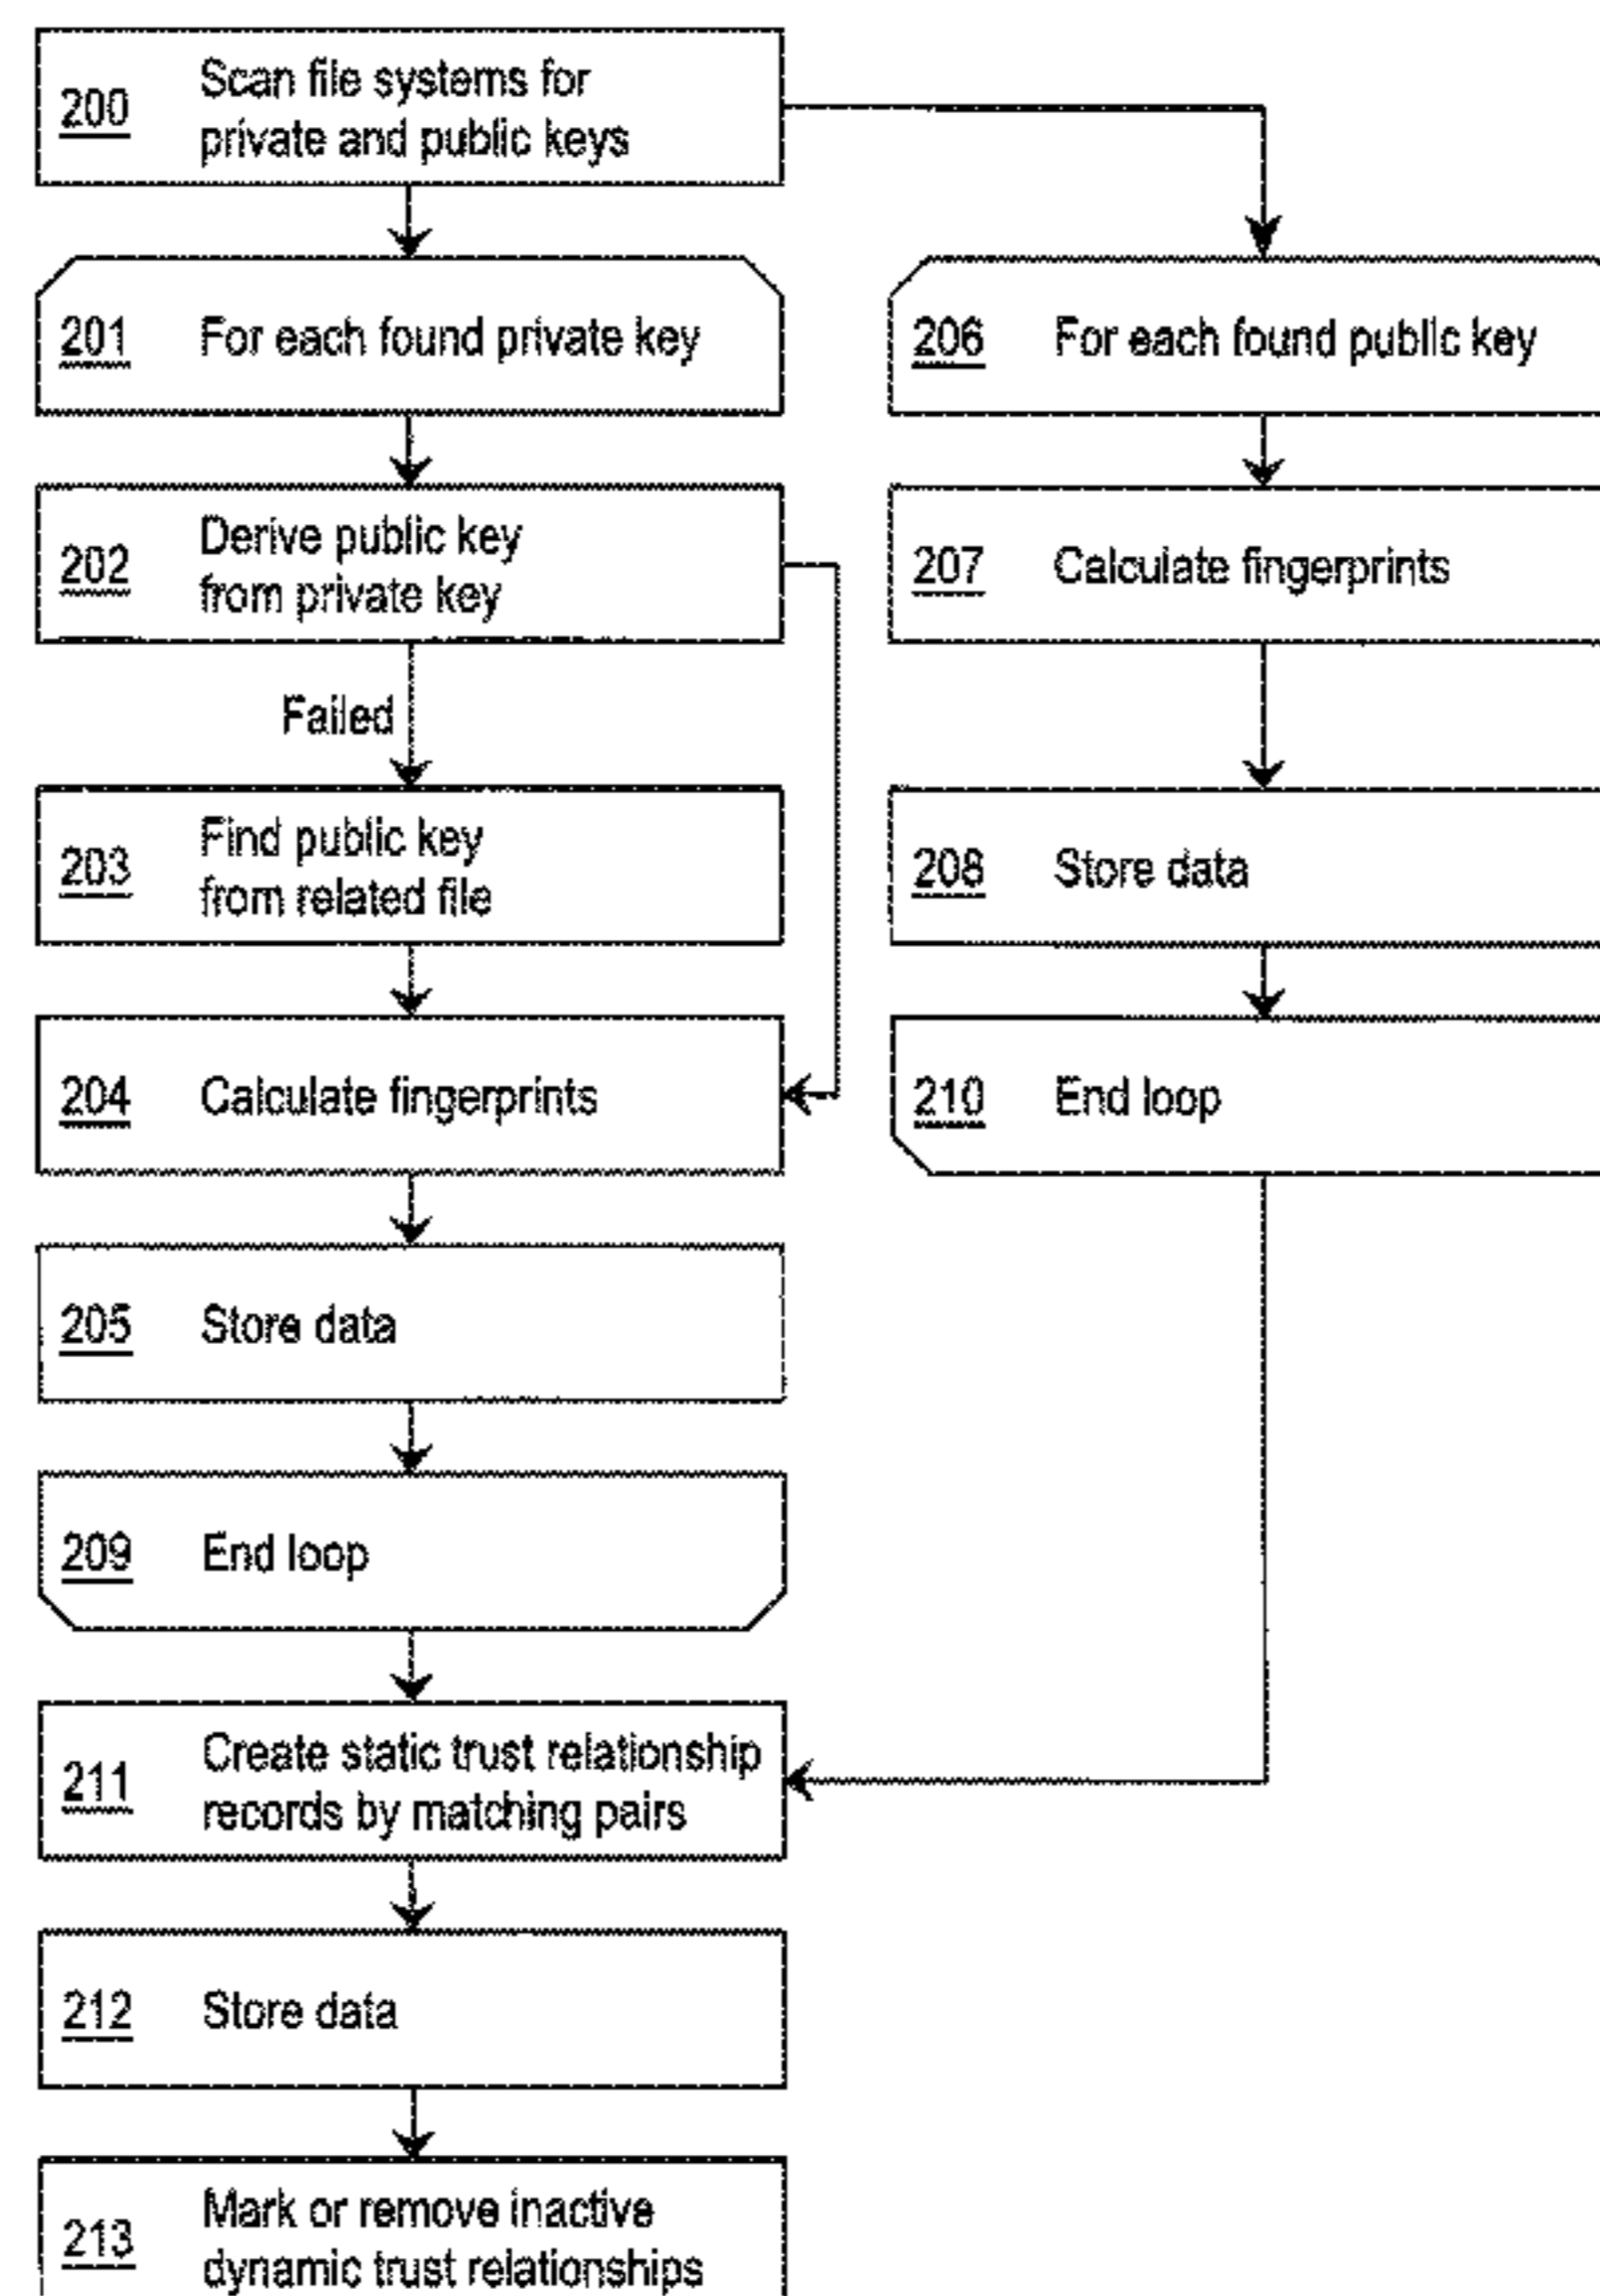 200 Scan file systems for
private and public keys
201 For each found private key
202 Derive public key
from private key
Failed
203 Find public key
from related file
204 Calculate fingerprints
205 Store data
209 End loop
206 For each found public key
207 Calculate fingerprints
208 Store data
210 End loop
211 Create static trust relationship
records by matching pairs
212 Store data
213 Mark or remove inactive
dynamic trust relationships